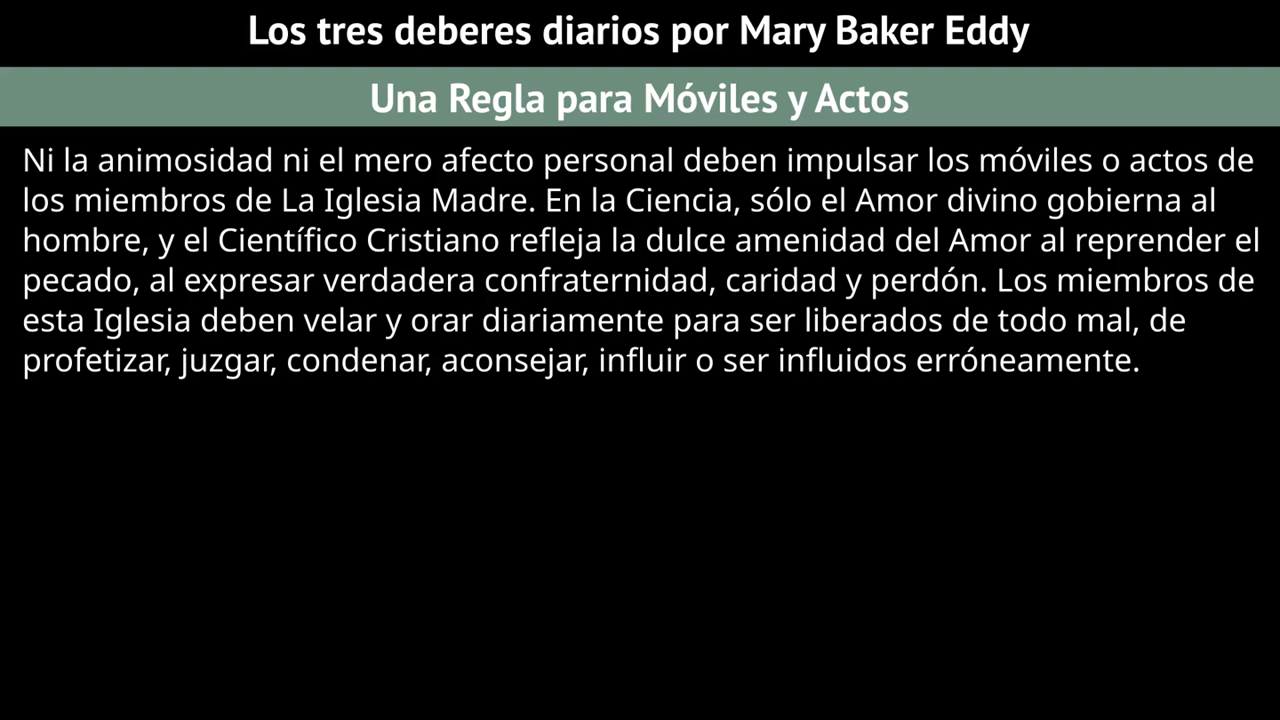 Los tres deberes diarios por Mary Baker Eddy
Una Regla para Móviles y Actos
Ni la animosidad ni el mero afecto personal deben impulsar los móviles o actos de
los miembros de La Iglesia Madre. En la Ciencia, sólo el Amor divino gobierna al
hombre, y el Científico Cristiano refleja la dulce amenidad del Amor al reprender el
pecado, al expresar verdadera confraternidad, caridad y perdón. Los miembros de
esta Iglesia deben velar y orar diariamente para ser liberados de todo mal, de
profetizar, juzgar, condenar, aconsejar, influir o ser influidos erróneamente.